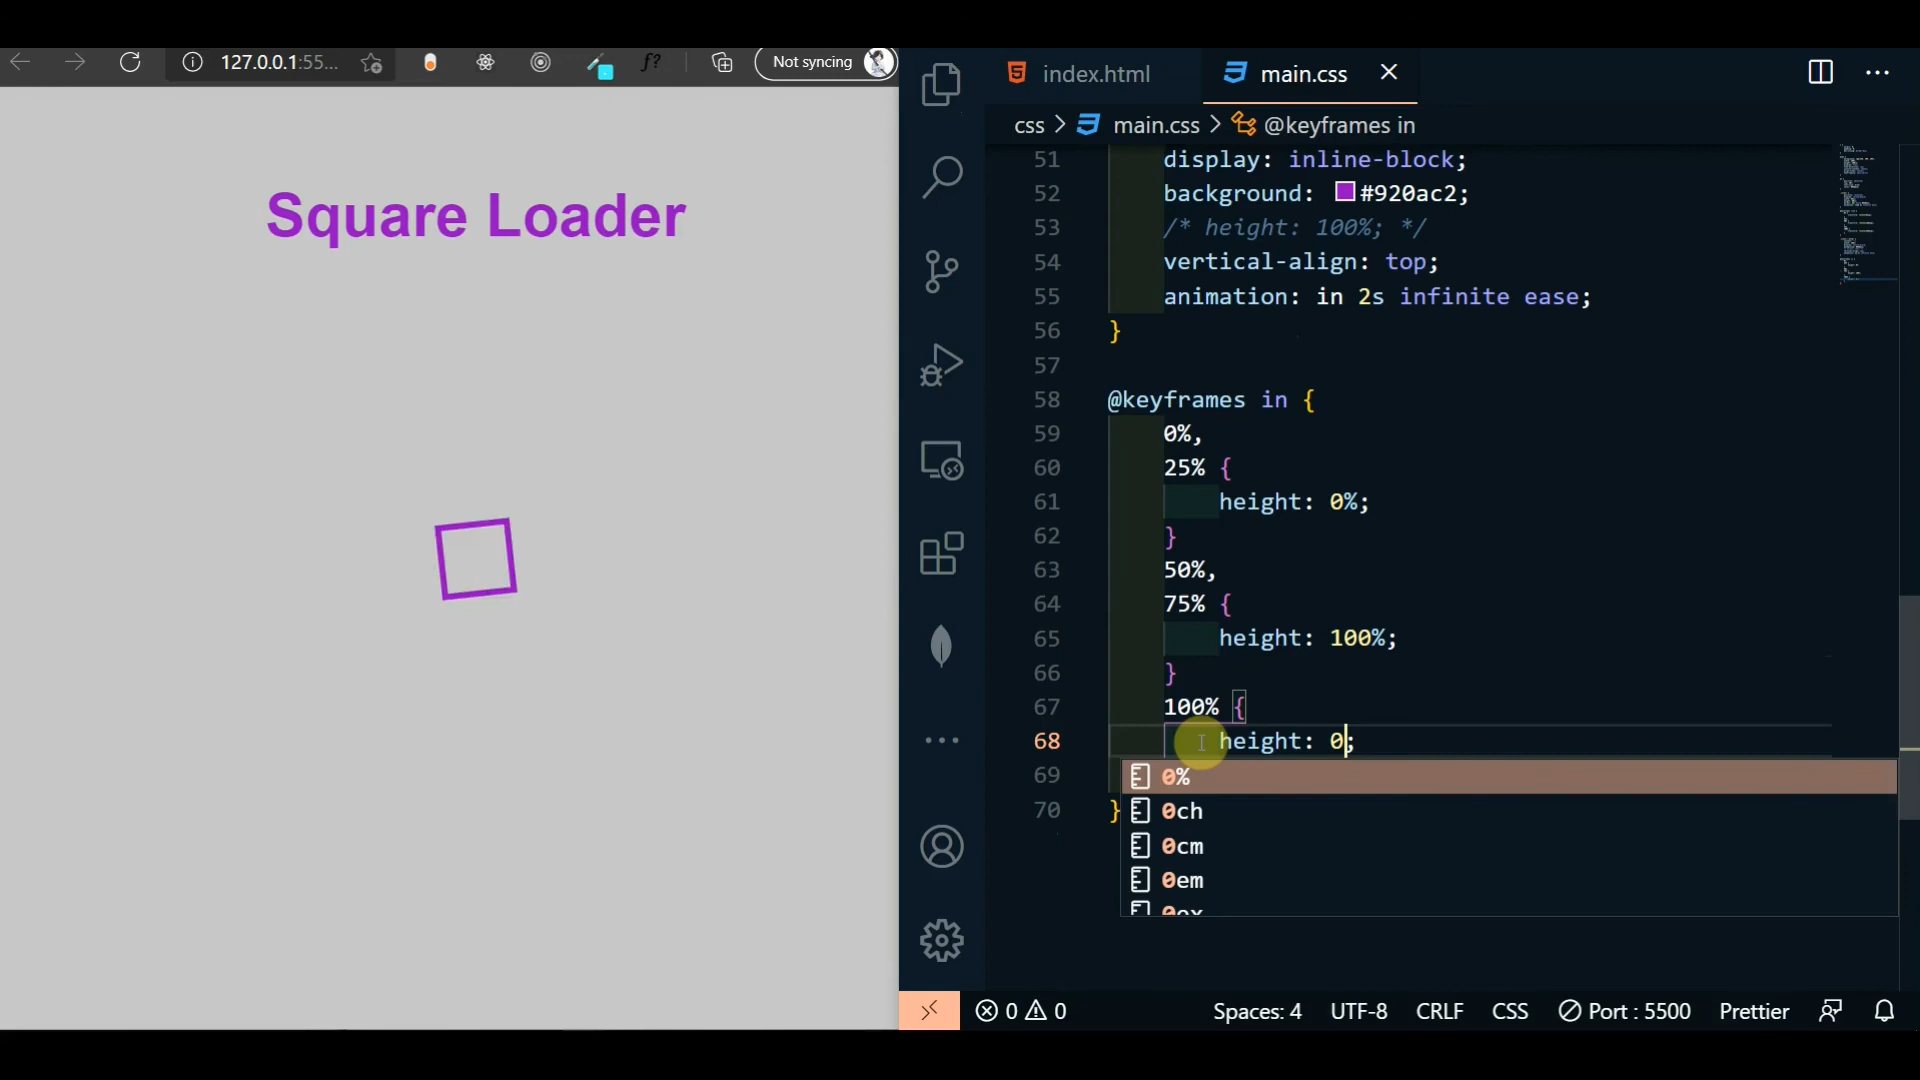 127.0.0.1:55...
f?
Not syncing
Square Loader
index.html
main.css
css > main.css > @keyframes in
51 display: inline-block;
52 background: #920ac2;
53 /* height: 100%; */
54 vertical-align: top;
55 animation: in 2s infinite ease;
56 }
57
58 @keyframes in {
59 0%,
60 25% {
61 height: 0%;
62 }
63 50%,
64 75% {
65 height: 100%;
66 }
67 100% {
68 height: 0;
69
70 }
0%
0ch
0cm
0em
0ex
0 0 Spaces: 4 UTF-8 CRLF CSS Port : 5500 Prettier